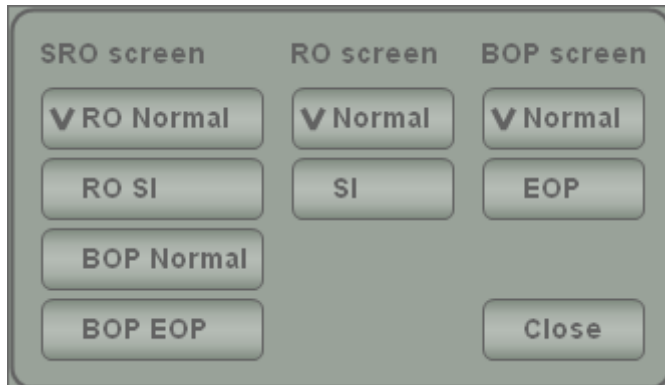 SRO screen RO screen BOP screen
V RO Normal V Normal V Normal
RO SI SI EOP
BOP Normal
BOP EOP Close